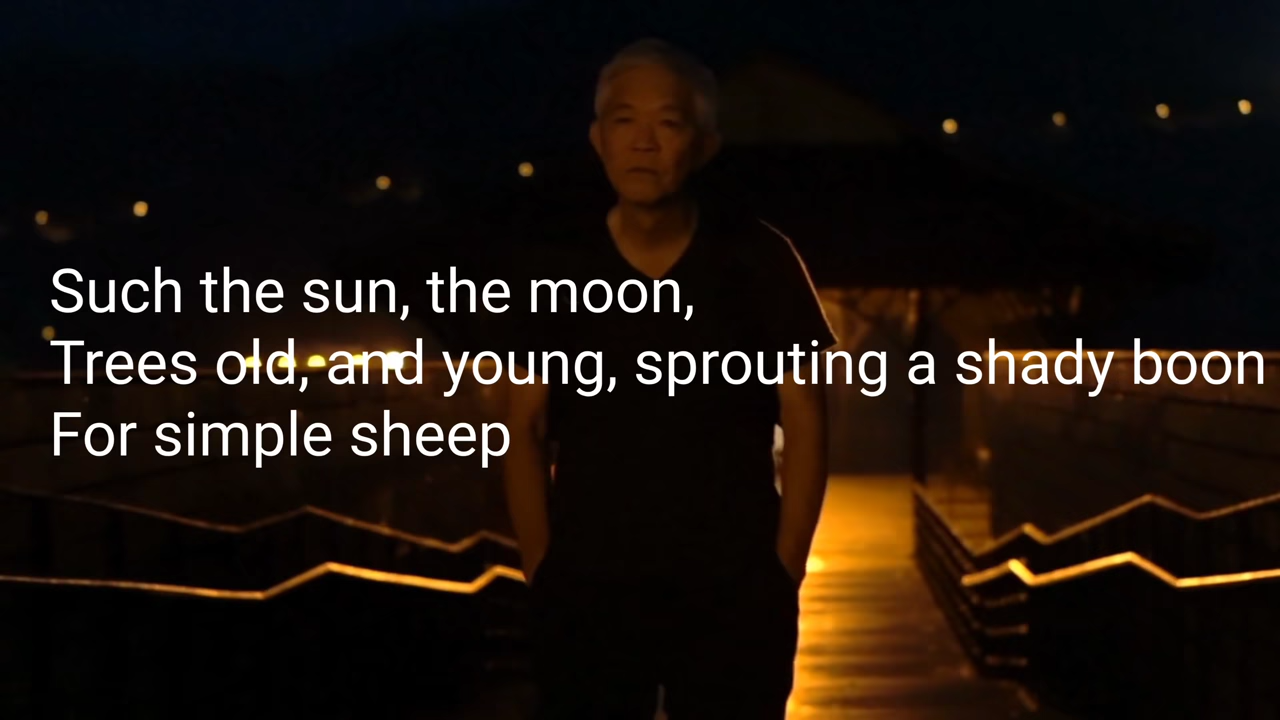 Such the sun, the moon,
Trees old, and young, sprouting a shady boon
For simple sheep